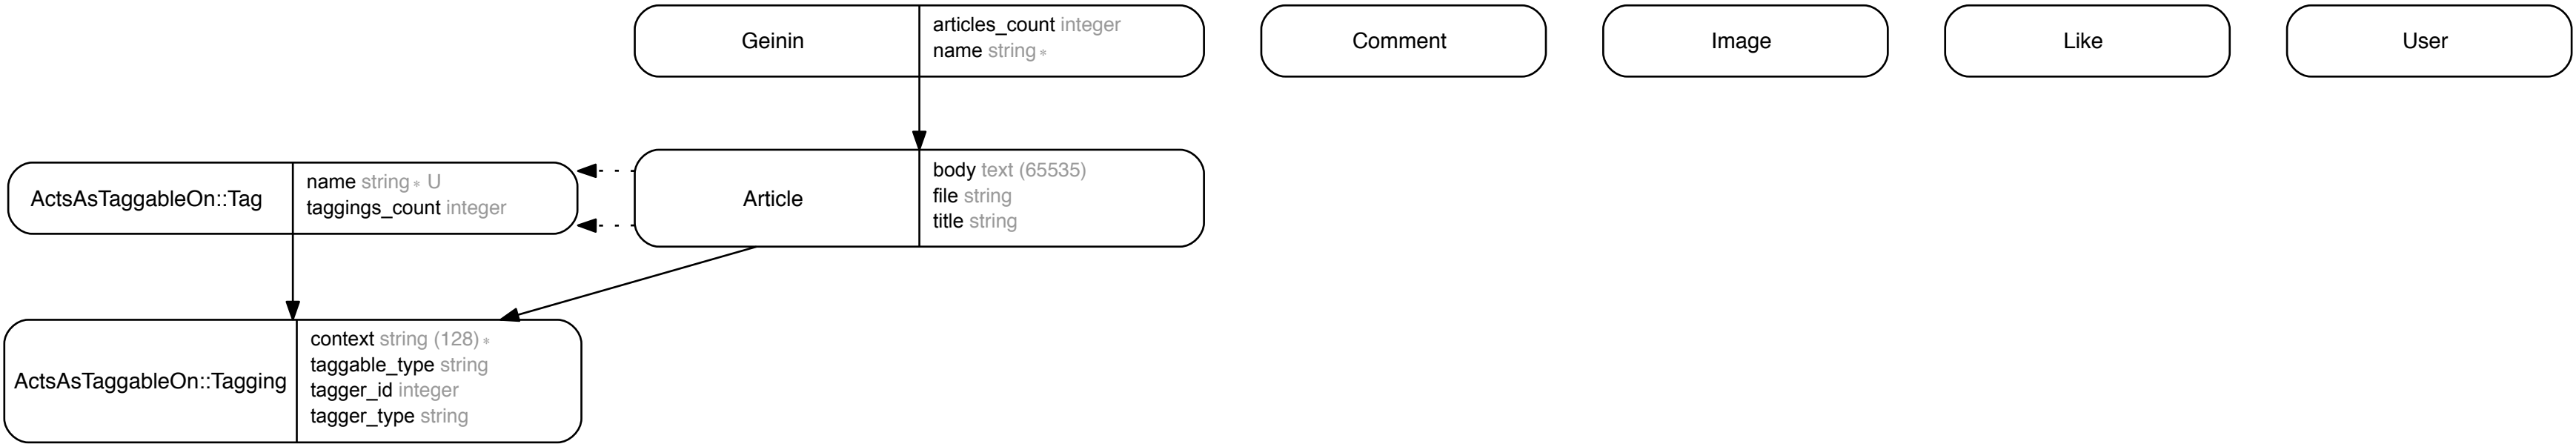 Geinin
articles_count integer
name string *
Comment
Image
Like
User
ActsAsTaggableOn::Tag
name string * U
taggings_count integer
Article
body text (65535)
file string
title string
ActsAsTaggableOn::Tagging
context string (128) *
taggable_type string
tagger_id integer
tagger_type string